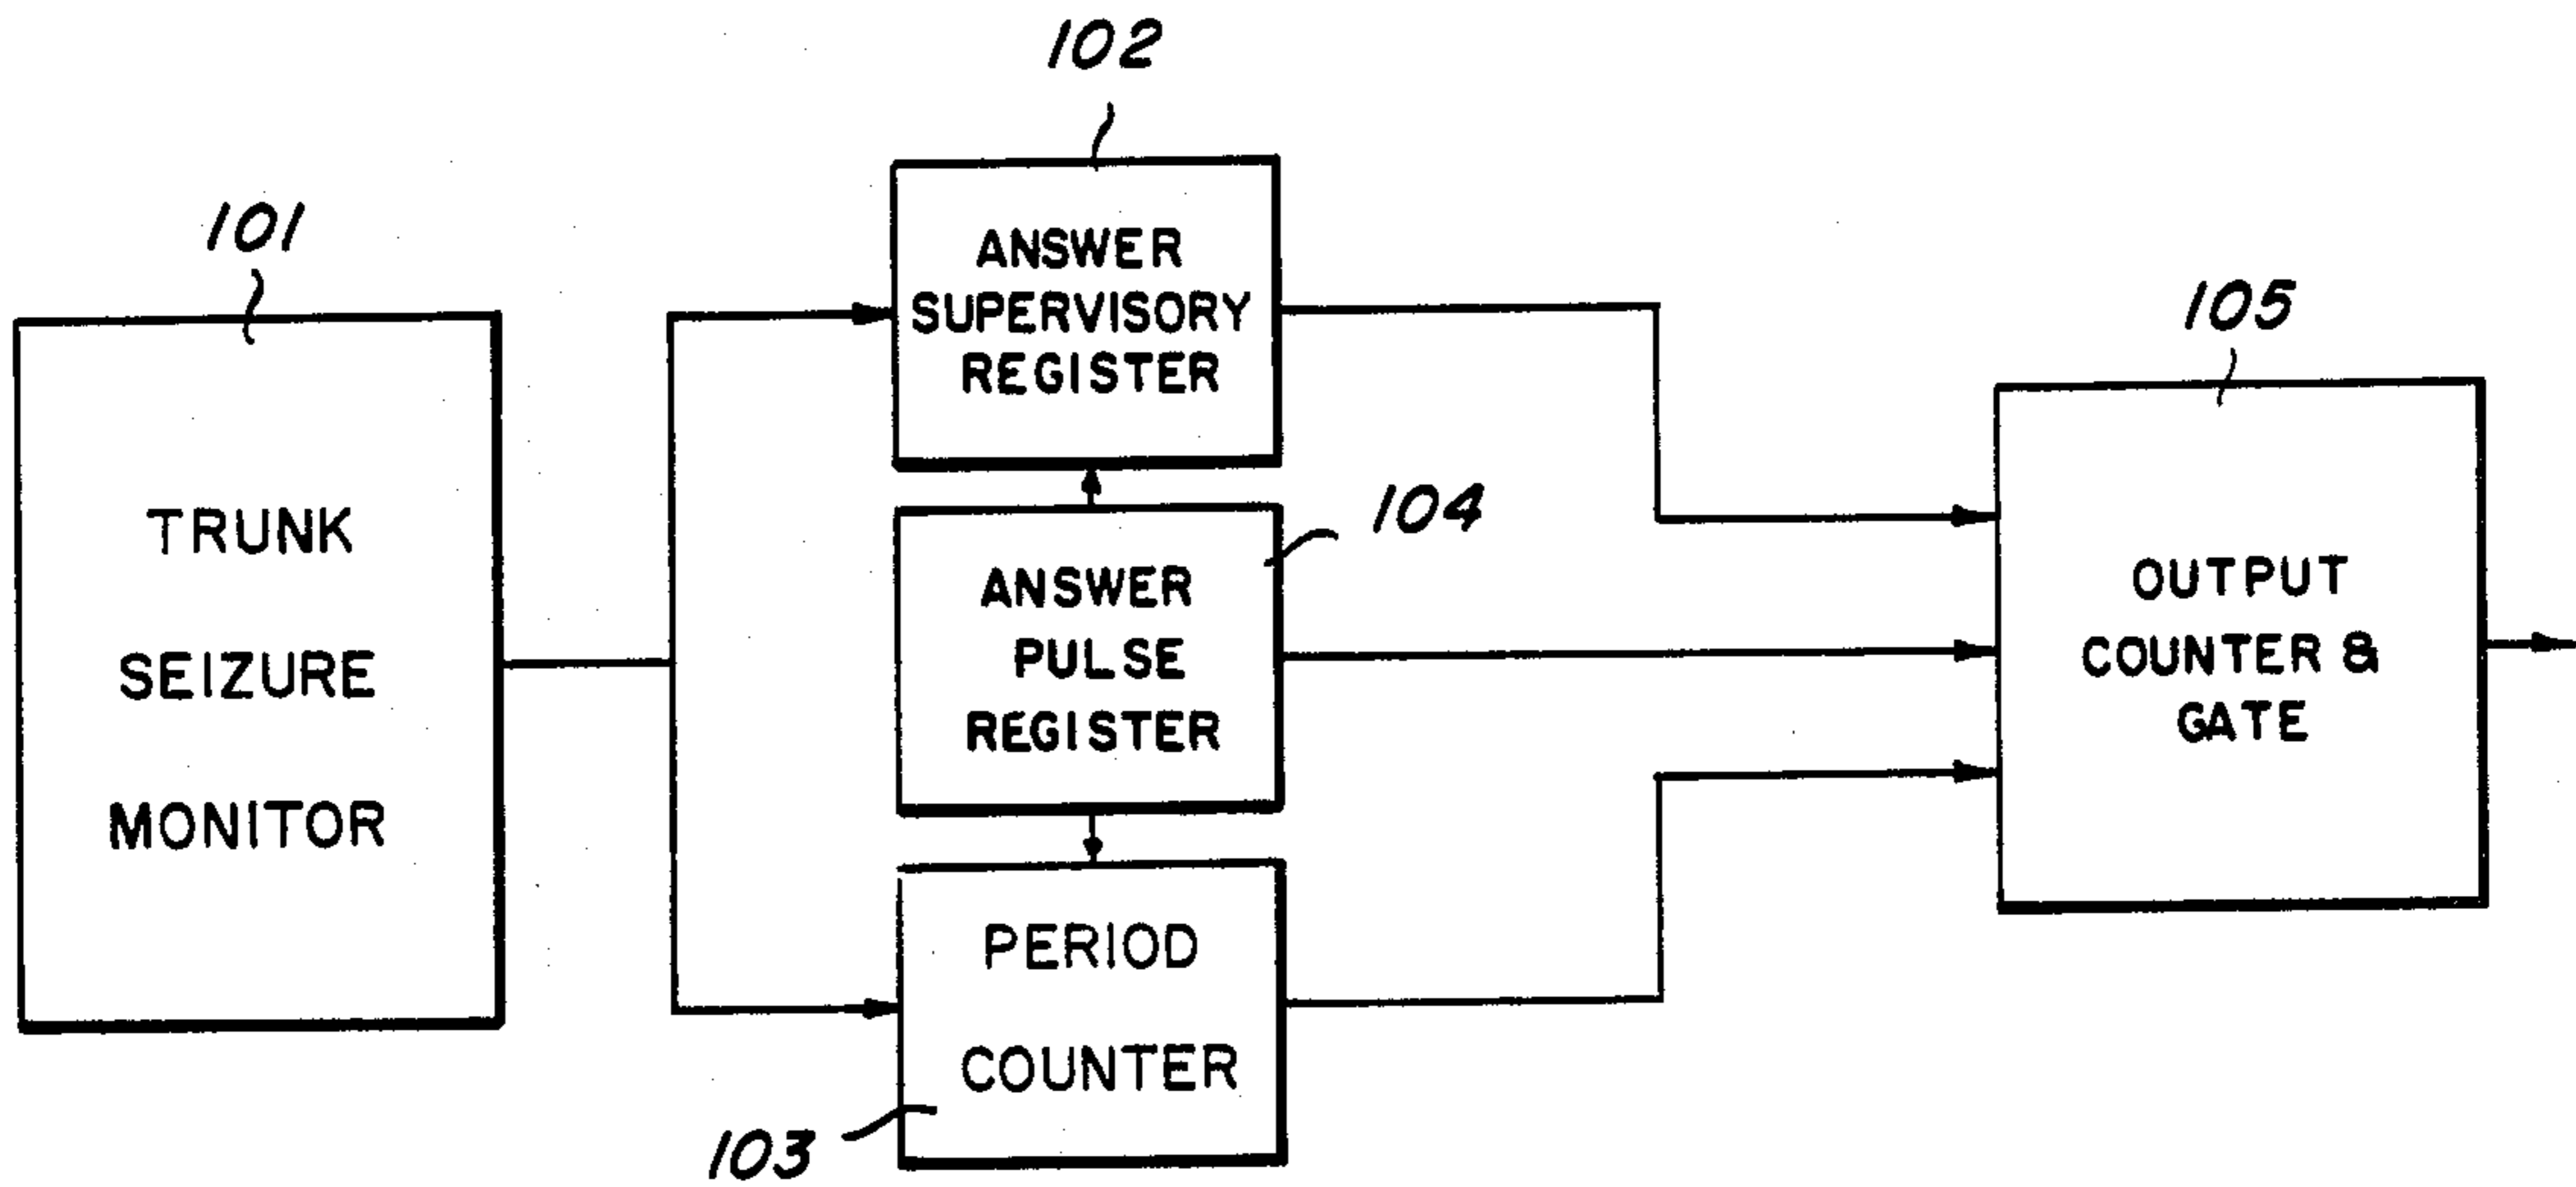 101
TRUNK
SEIZURE
MONITOR
102
ANSWER
SUPERVISORY
REGISTER
104
ANSWER
PULSE
REGISTER
PERIOD
COUNTER
103
105
OUTPUT
COUNTER &
GATE